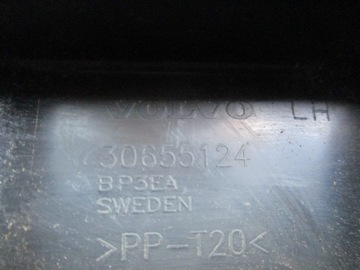 VOLVO LH
30655124
BP3EA
SWEDEN
>PP-T20<